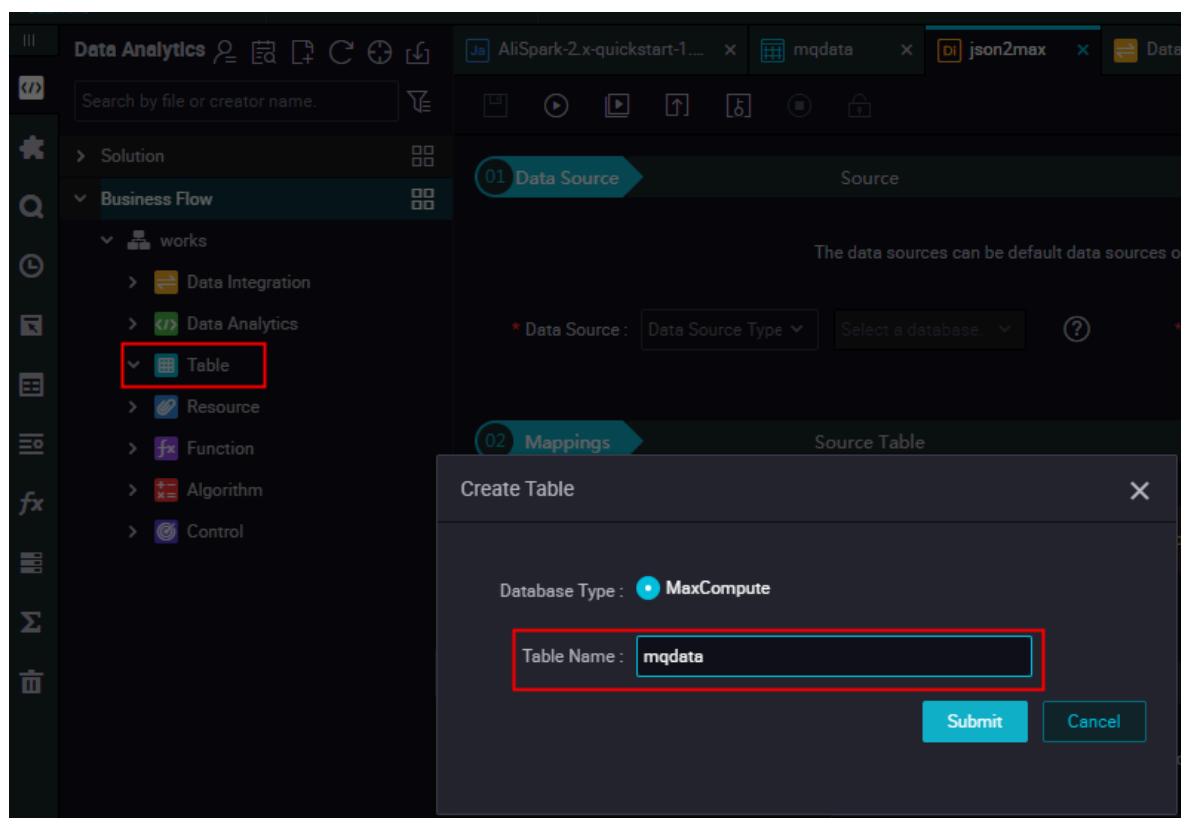 Data Analytics
Ja AliSpark-2.x-quickstart-1....
mqdata
Di json2max
Data
Search by file or creator name.
Solution
01 Data Source
Source
Business Flow
works
The data sources can be default data sources o
Data Integration
Data Analytics
* Data Source : Data Source Type
Select a database.
Table
Resource
02 Mappings
Source Table
Function
Algorithm
Control
Create Table
Database Type : MaxCompute
Table Name : mqdata
Submit
Cancel